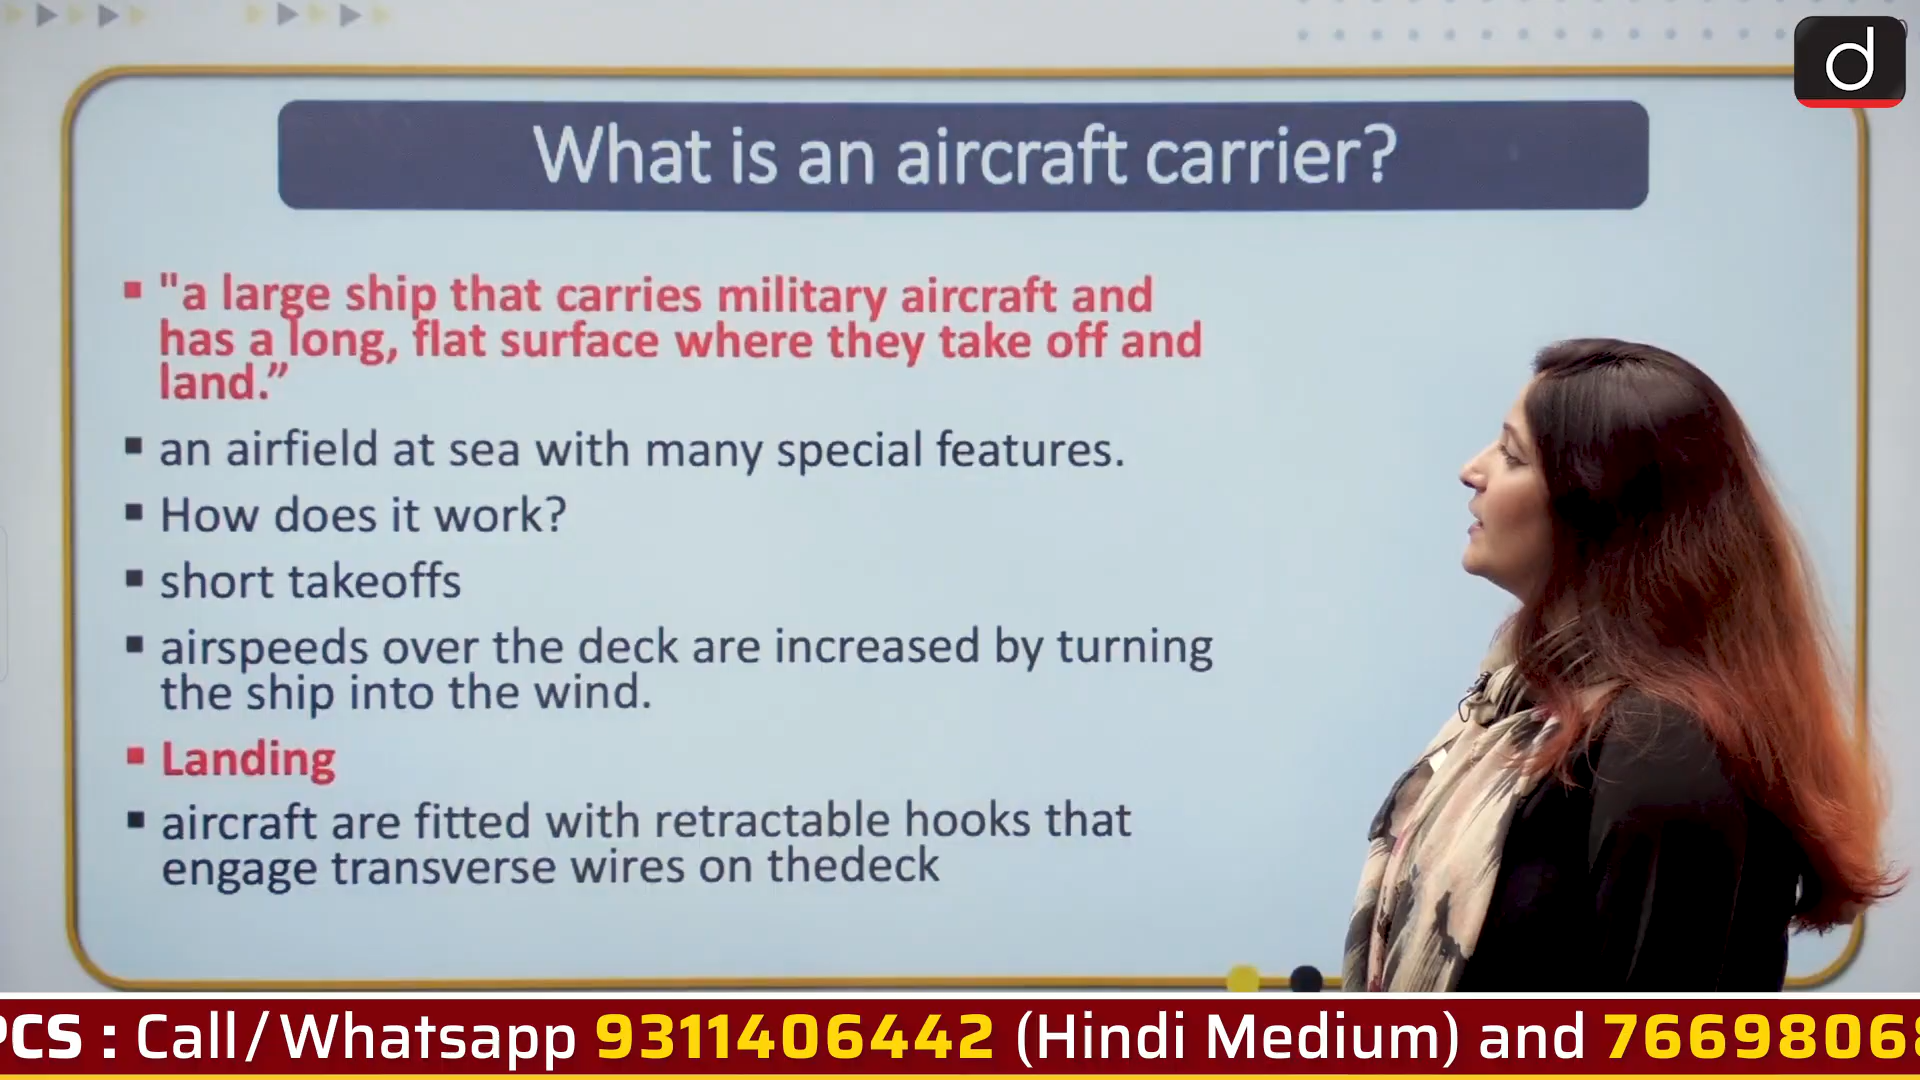 d
What is an aircraft carrier?
"a large ship that carries military aircraft and
has a long, flat surface where they take off and
land.”
an airfield at sea with many special features.
How does it work?
short takeoffs
airspeeds over the deck are increased by turning
the ship into the wind.
Landing
aircraft are fitted with retractable hooks that
engage transverse wires on thedeck
PCS : Call/Whatsapp 9311406442 (Hindi Medium) and 76698068